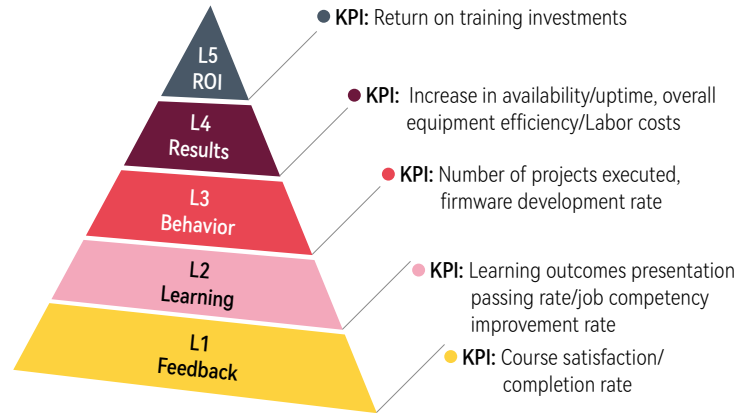 L5
ROI
KPI: Return on training investments
L4
Results
KPI: Increase in availability/uptime, overall
equipment efficiency/Labor costs
L3
Behavior
KPI: Number of projects executed,
firmware development rate
L2
Learning
KPI: Learning outcomes presentation
passing rate/job competency
improvement rate
L1
Feedback
KPI: Course satisfaction/
completion rate